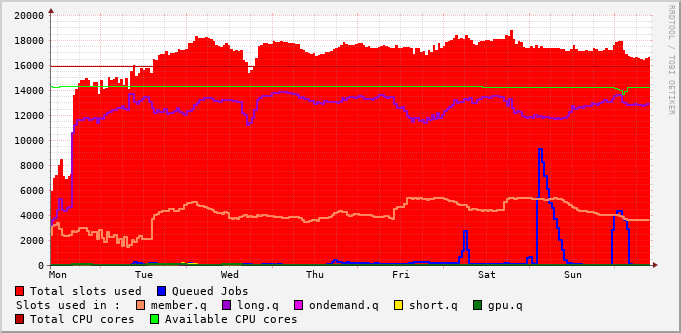 20000
18000
16000
14000
12000
10000
8000
6000
4000
2000
0
Mon Tue Wed Thu Fri Sat Sun
RRDTOOL / TOBI OETIKER
Total slots used Queued Jobs
Slots used in : member.q long.q ondemand.q short.q gpu.q
Total CPU cores Available CPU cores